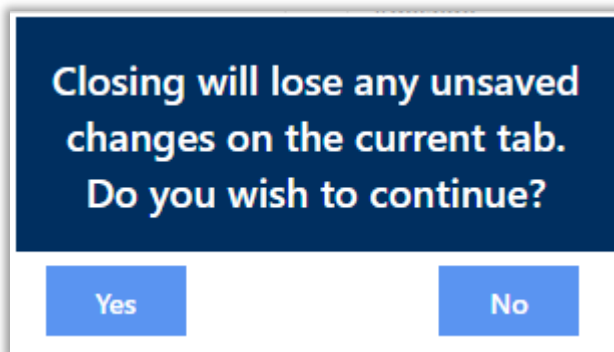 Closing will lose any unsaved
changes on the current tab.
Do you wish to continue?
Yes
No